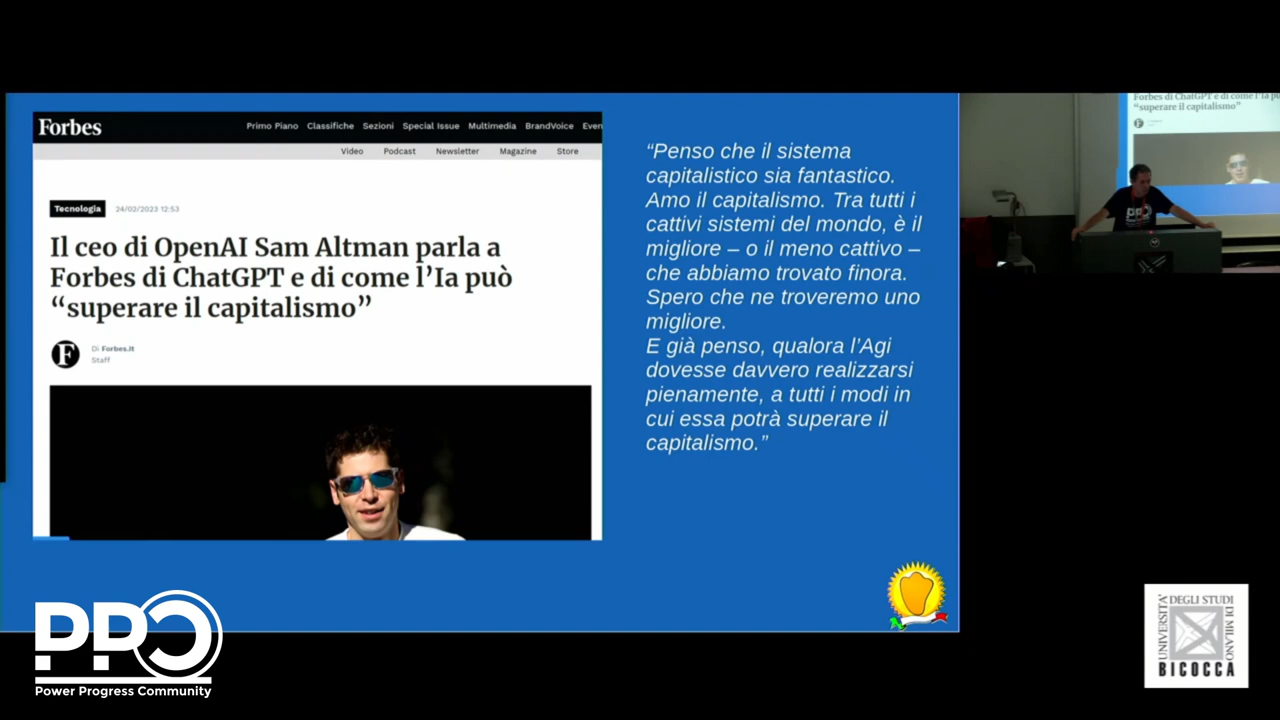 Forbes
Primo Piano Classifiche Sezioni Special Issue Multimedia BrandVoice Even
Video Podcast Newsletter Magazine Store
Tecnologia 24/02/2023 12:53
Il ceo di OpenAI Sam Altman parla a
Forbes di ChatGPT e di come l’Ia può
“superare il capitalismo”
F
Di Forbes.it
Staff
“Penso che il sistema
capitalistico sia fantastico.
Amo il capitalismo. Tra tutti i
cattivi sistemi del mondo, è il
migliore – o il meno cattivo –
che abbiamo trovato finora.
Spero che ne troveremo uno
migliore.
E già penso, qualora l’Agi
dovesse davvero realizzarsi
pienamente, a tutti i modi in
cui essa potrà superare il
capitalismo.”
Forbes di ChatGPT e di come l’Ia può
“superare il capitalismo”
PPC
PPC
Power Progress Community
UNIVERSITA’
DEGLI STUDI
DI MILANO
BICOCCA